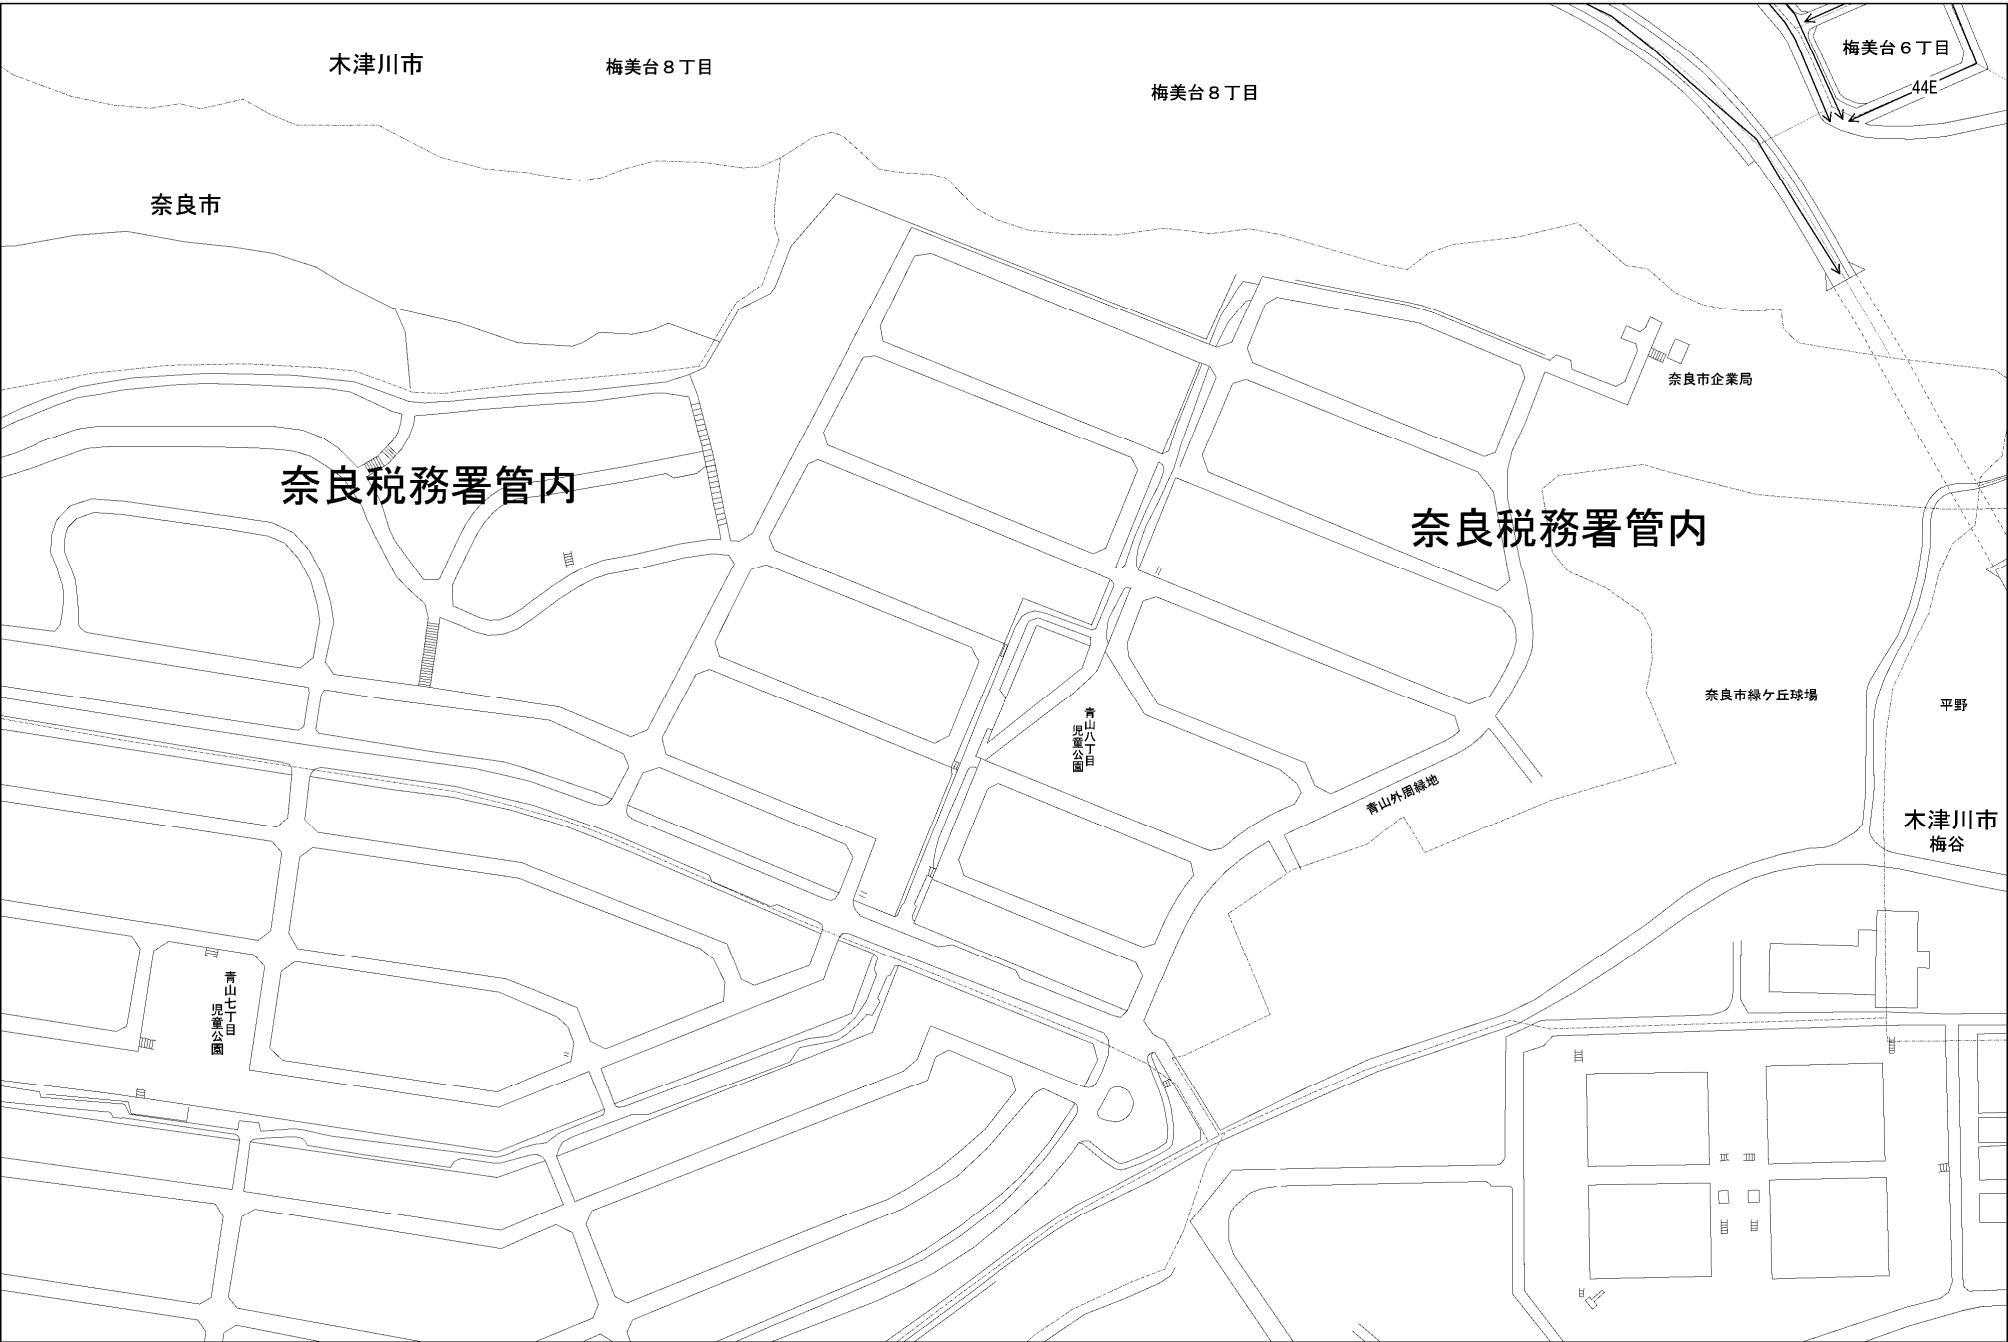 梅美台６丁目
木津川市
梅美台８丁目
梅美台８丁目
44E
奈良市
奈良市企業局
奈良税務署管内
奈良税務署管内
奈良市緑ケ丘球場
平野
青山八丁目
児童公園
青山外周緑地
木津川市
梅谷
青山七丁目
児童公園